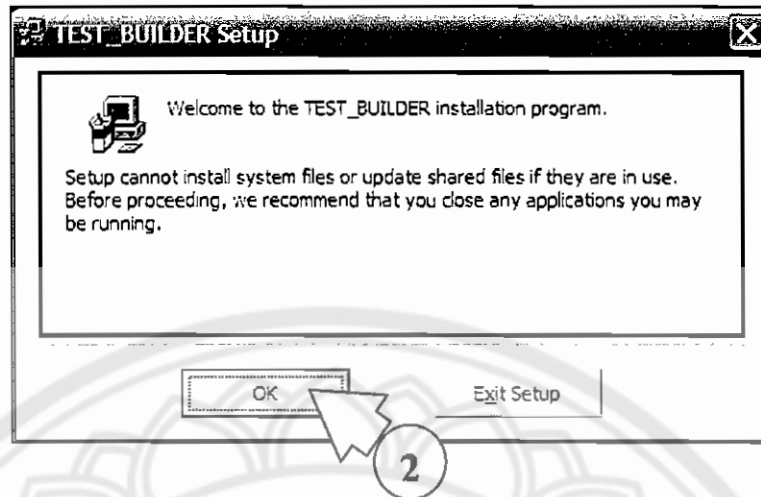 TEST_BUILDER Setup
Welcome to the TEST_BUILDER installation program.
Setup cannot install system files or update shared files if they are in use.
Before proceeding, we recommend that you close any applications you may
be running.
OK
Exit Setup
2